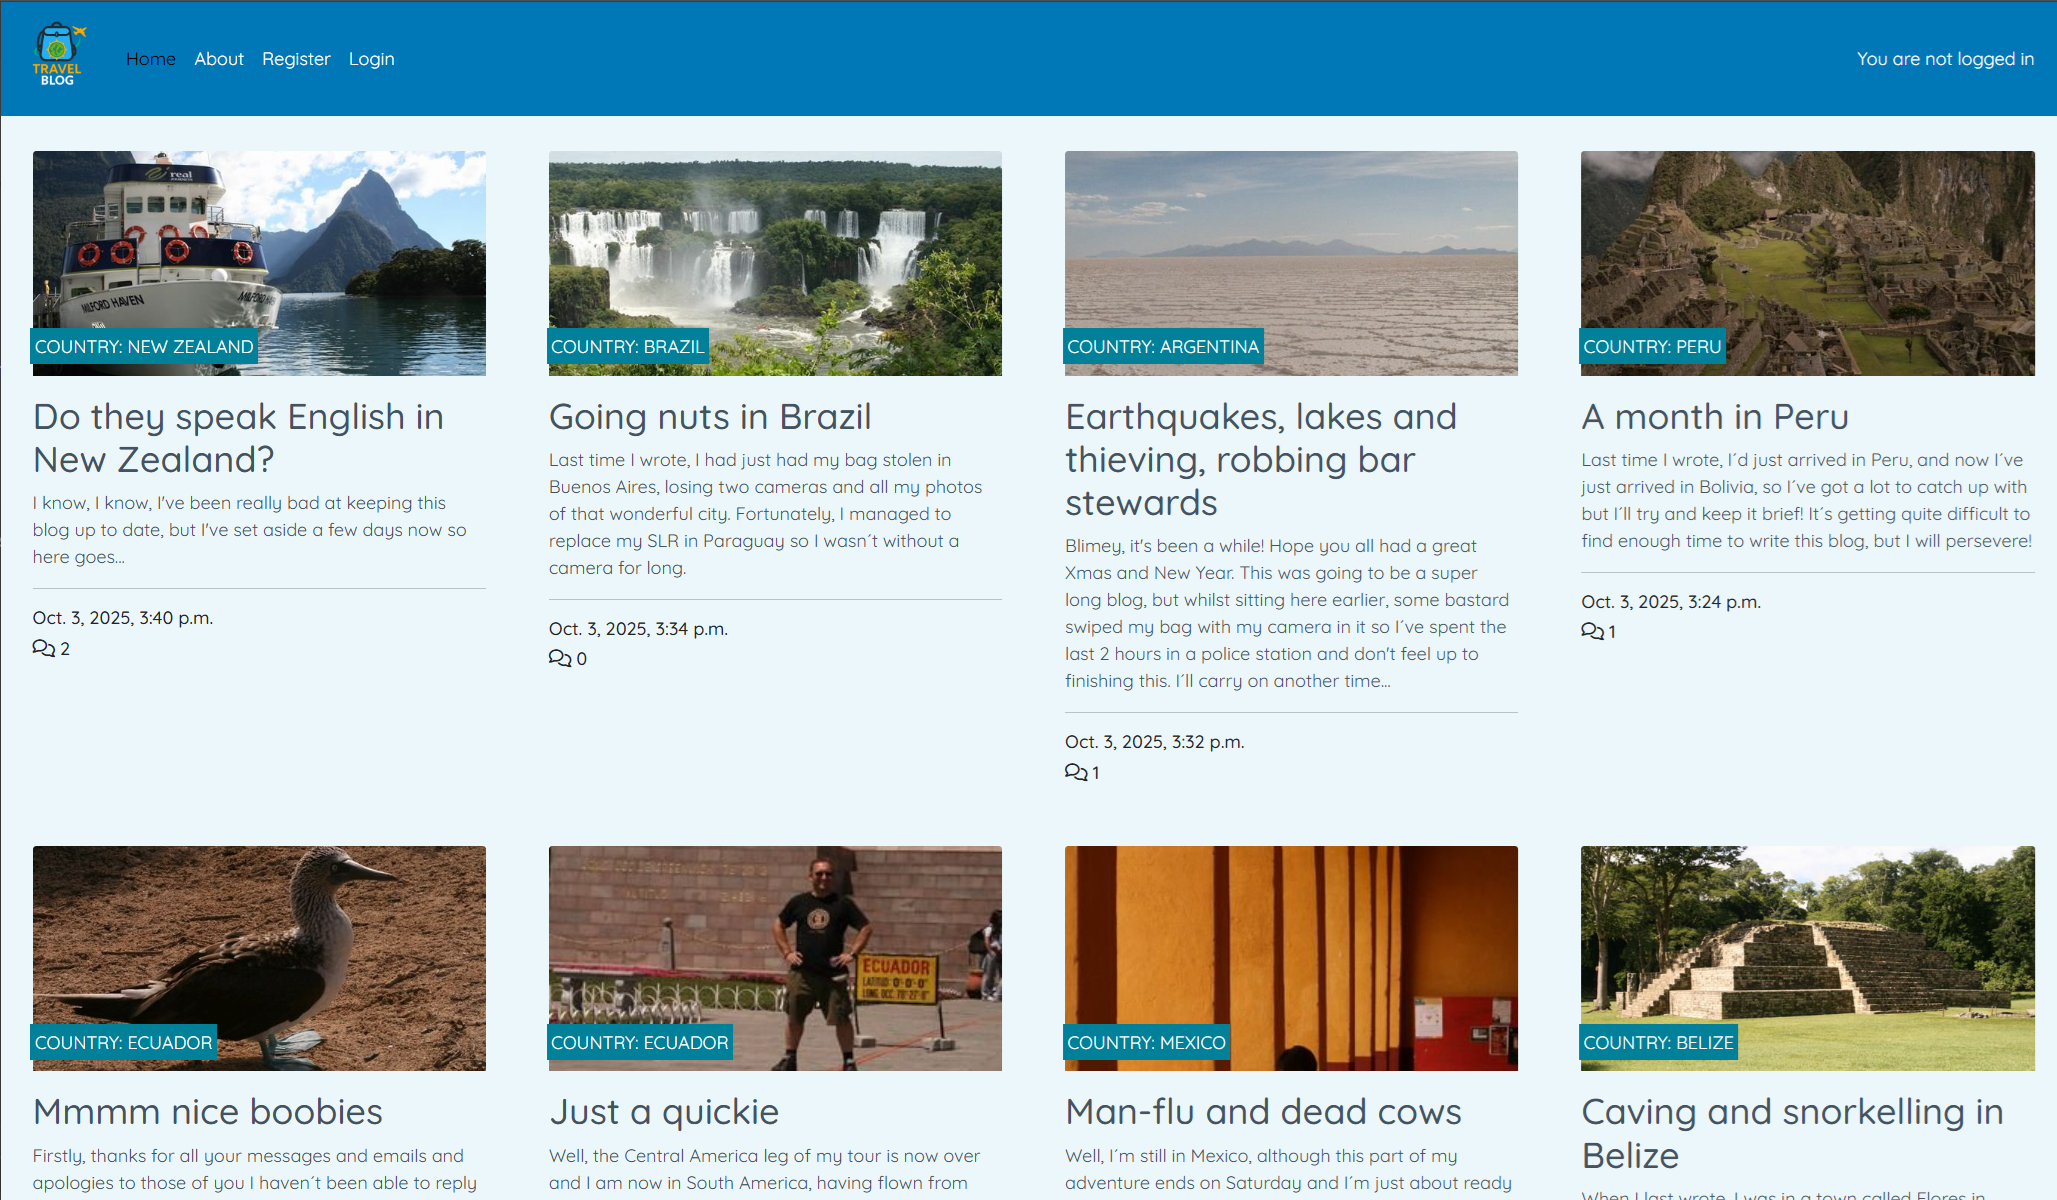 TRAVEL
BLOG
Home About Register Login
You are not logged in
real
MILFORD HAVEN
COUNTRY: NEW ZEALAND
Do they speak English in
New Zealand?
I know, I know, I've been really bad at keeping this
blog up to date, but I've set aside a few days now so
here goes...
Oct. 3, 2025, 3:40 p.m.
2
COUNTRY: BRAZIL
Going nuts in Brazil
Last time I wrote, I had just had my bag stolen in
Buenos Aires, losing two cameras and all my photos
of that wonderful city. Fortunately, I managed to
replace my SLR in Paraguay so I wasn´t without a
camera for long.
Oct. 3, 2025, 3:34 p.m.
0
COUNTRY: ARGENTINA
Earthquakes, lakes and
thieving, robbing bar
stewards
Blimey, it's been a while! Hope you all had a great
Xmas and New Year. This was going to be a super
long blog, but whilst sitting here earlier, some bastard
swiped my bag with my camera in it so I´ve spent the
last 2 hours in a police station and don't feel up to
finishing this. I´ll carry on another time...
Oct. 3, 2025, 3:32 p.m.
1
COUNTRY: PERU
A month in Peru
Last time I wrote, I´d just arrived in Peru, and now I´ve
just arrived in Bolivia, so I´ve got a lot to catch up with
but I´ll try and keep it brief! It´s getting quite difficult to
find enough time to write this blog, but I will persevere!
Oct. 3, 2025, 3:24 p.m.
1
COUNTRY: ECUADOR
Mmmm nice boobies
Firstly, thanks for all your messages and emails and
apologies to those of you I haven´t been able to reply
ECUADOR
LATITUD: 0°-0'-0"
COUNTRY: ECUADOR
Just a quickie
Well, the Central America leg of my tour is now over
and I am now in South America, having flown from
COUNTRY: MEXICO
Man-flu and dead cows
Well, I´m still in Mexico, although this part of my
adventure ends on Saturday and I´m just about ready
COUNTRY: BELIZE
Caving and snorkelling in
Belize
When I last wrote, I was in a town called Flores in